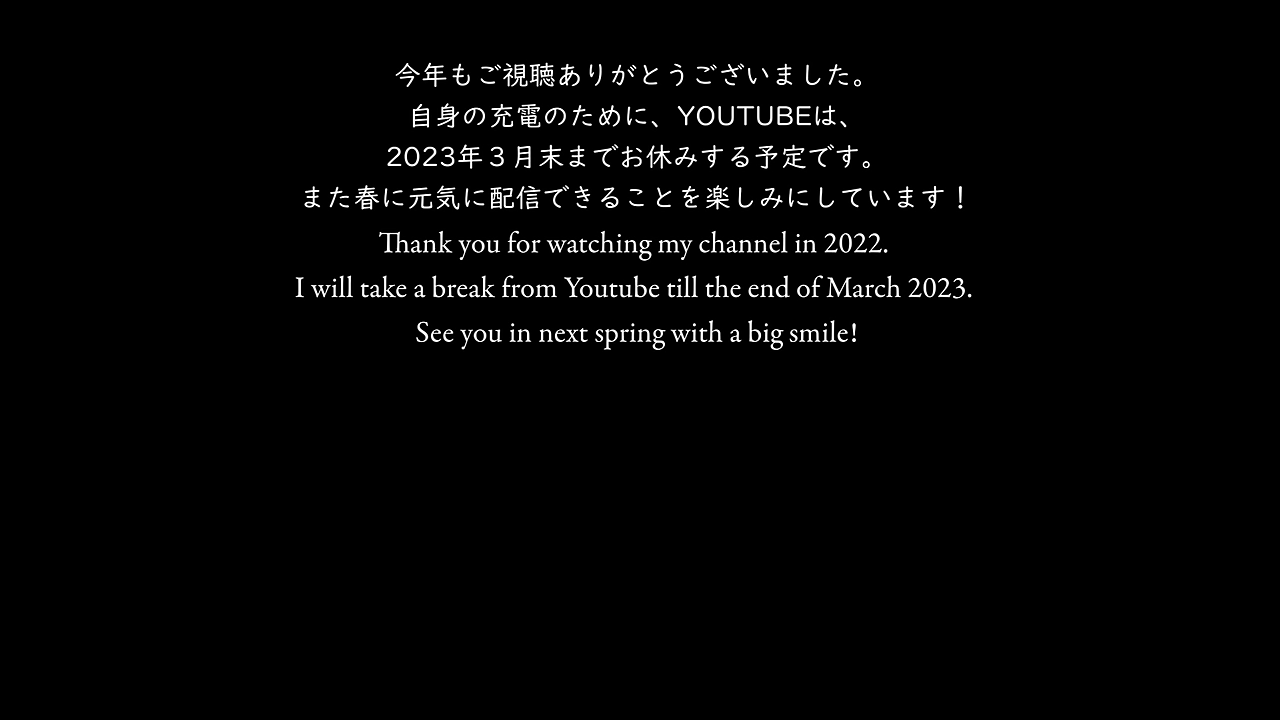 今年もご視聴ありがとうございました。
自身の充電のために、YOUTUBEは、
2023年３月末までお休みする予定です。
また春に元気に配信できることを楽しみにしています！
Thank you for watching my channel in 2022.
I will take a break from Youtube till the end of March 2023.
See you in next spring with a big smile!